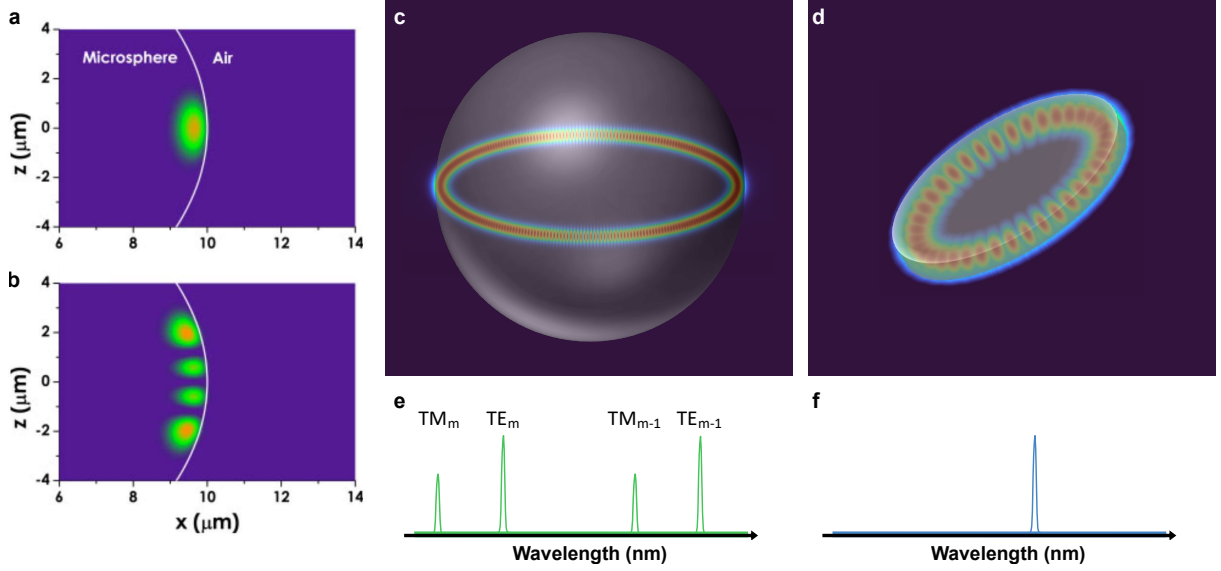 a
4
2
0
-2
-4
z (μm)
Microsphere Air
6 8 10 12 14
b
4
2
0
-2
-4
z (μm)
6 8 10 12 14
x (μm)
c
d
e
TMm TEm TMm-1 TEm-1
Wavelength (nm)
f
Wavelength (nm)